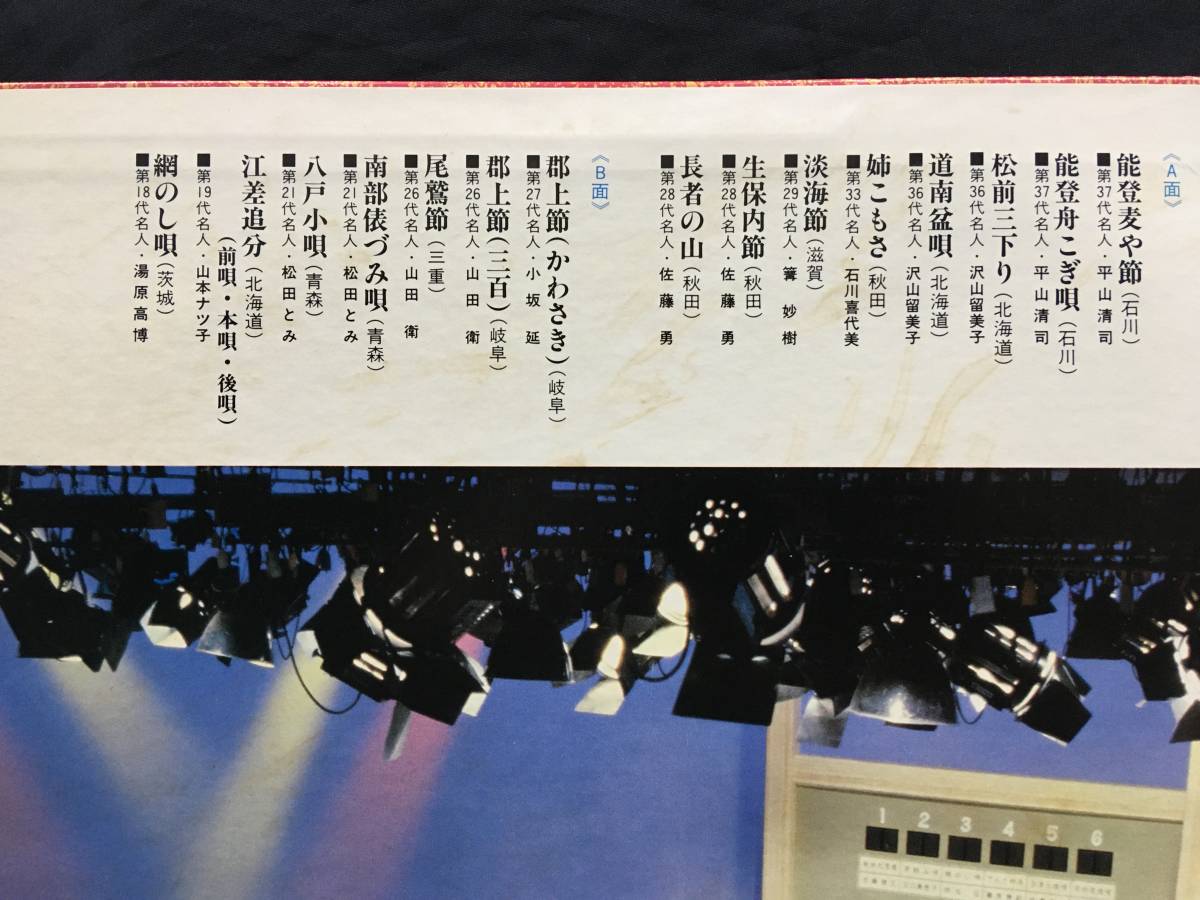 《A面》
能登麦や節(石川)
■第37代名人・平山清司
能登舟こぎ唄(石川)
■第37代名人・平山清司
松前三下り(北海道)
■第36代名人・沢山留美子
道南盆唄(北海道)
■第36代名人・沢山留美子
姉こもさ(秋田)
■第33代名人・石川喜代美
淡海節(滋賀)
■第29代名人・篝 妙樹
生保内節(秋田)
■第28代名人・佐藤 勇
長者の山(秋田)
■第28代名人・佐藤 勇
《B面》
郡上節(かわさき)(岐阜)
■第27代名人・小坂 延
郡上節(三百)(岐阜)
■第26代名人・山田 衛
尾鷲節(三重)
■第26代名人・山田 衛
南部俵づみ唄(青森)
■第21代名人・松田とみ
八戸小唄(青森)
■第21代名人・松田とみ
江差追分(北海道)
(前唄・本唄・後唄)
■第19代名人・山本ナツ子
網のし唄(茨城)
■第18代名人・湯原高博
1 2 3 4 5 6